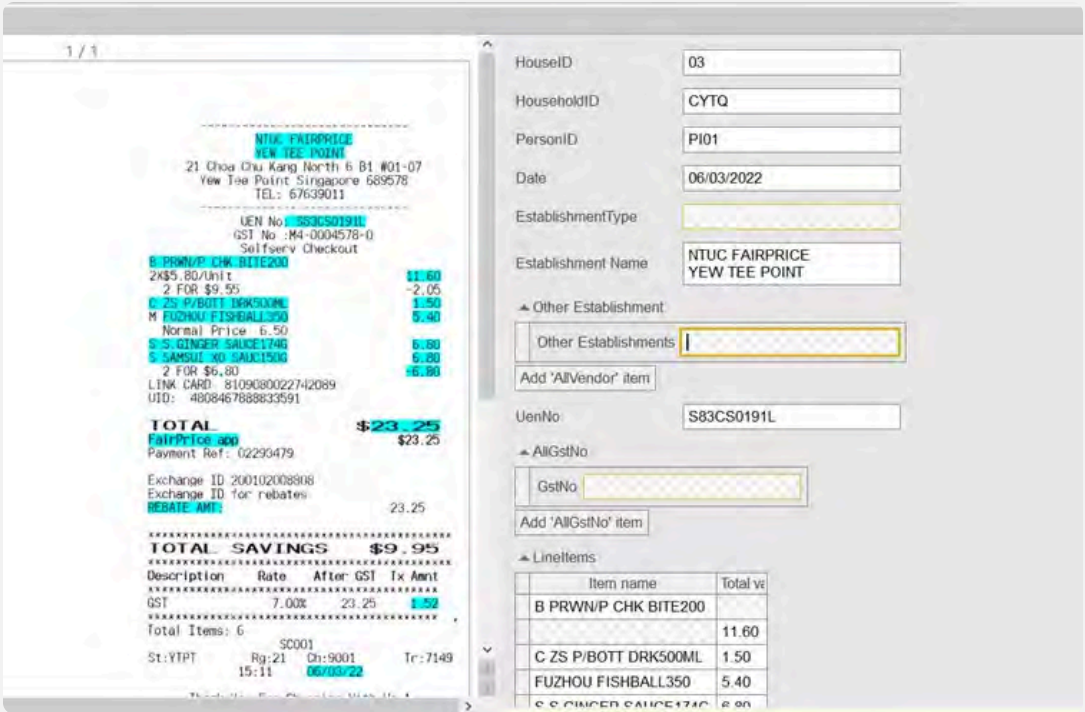 1 / 1
NTUC FAIRPRICE
YEW TEE POINT
21 Choa Chu Kang North 6 B1 #01-07
Yew Tee Point Singapore 689578
TEL: 67639011
UEN No: S83CS0191L
GST No :M4-0004578-0
Selfserv Checkout
B PRWN/P CHK BITE200
2X$5.80/Unit 11.60
2 FOR $9.55 -2.05
C ZS P/BOTT DRK500ML 1.50
M FUZHOU FISHBALL350 5.40
Normal Price 6.50
S S.GINGER SAUCE174G 6.80
S SAMSUI XO SAUC150G 6.80
2 FOR $6.80 -6.80
LINK CARD 8109080022742089
UID: 4808467888833591
TOTAL $23.25
FairPrice app $23.25
Payment Ref: 02293479
Exchange ID 200102008808
Exchange ID for rebates
REBATE AMT: 23.25
TOTAL SAVINGS $9.95
Description Rate After GST Tx Amnt
GST 7.00% 23.25 1.52
Total Items: 6
SC001
St:YTPT Rg:21 Ch:9001 Tr:7149
15:11 06/03/22
HouseID 03
HouseholdID CYTQ
PersonID PI01
Date 06/03/2022
EstablishmentType
Establishment Name NTUC FAIRPRICE
YEW TEE POINT
Other Establishment
Other Establishments
Add 'AllVendor' item
UenNo S83CS0191L
AllGstNo
GstNo
Add 'AllGstNo' item
LineItems
Item name Total va
B PRWN/P CHK BITE200
11.60
C ZS P/BOTT DRK500ML 1.50
FUZHOU FISHBALL350 5.40
S S.GINGER SAUCE174G 6.80